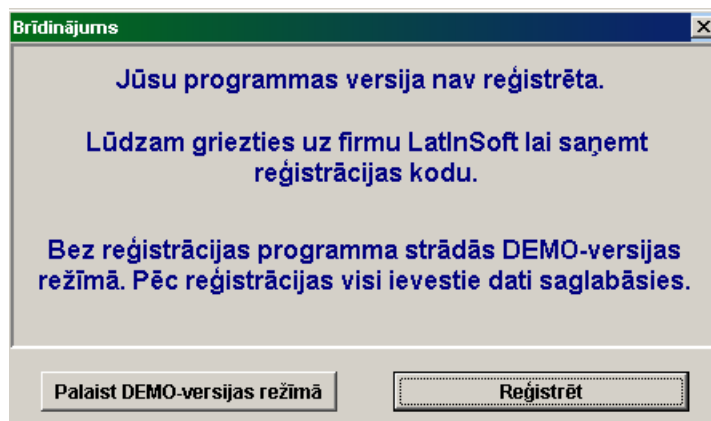 Brīdinājums
Jūsu programmas versija nav reģistrēta.
Lūdzam griezties uz firmu LatInSoft lai saņemt
reģistrācijas kodu.
Bez reģistrācijas programma strādās DEMO-versijas
režīmā. Pēc reģistrācijas visi ievestie dati saglabāsies.
Palaist DEMO-versijas režīmā
Reģistrēt